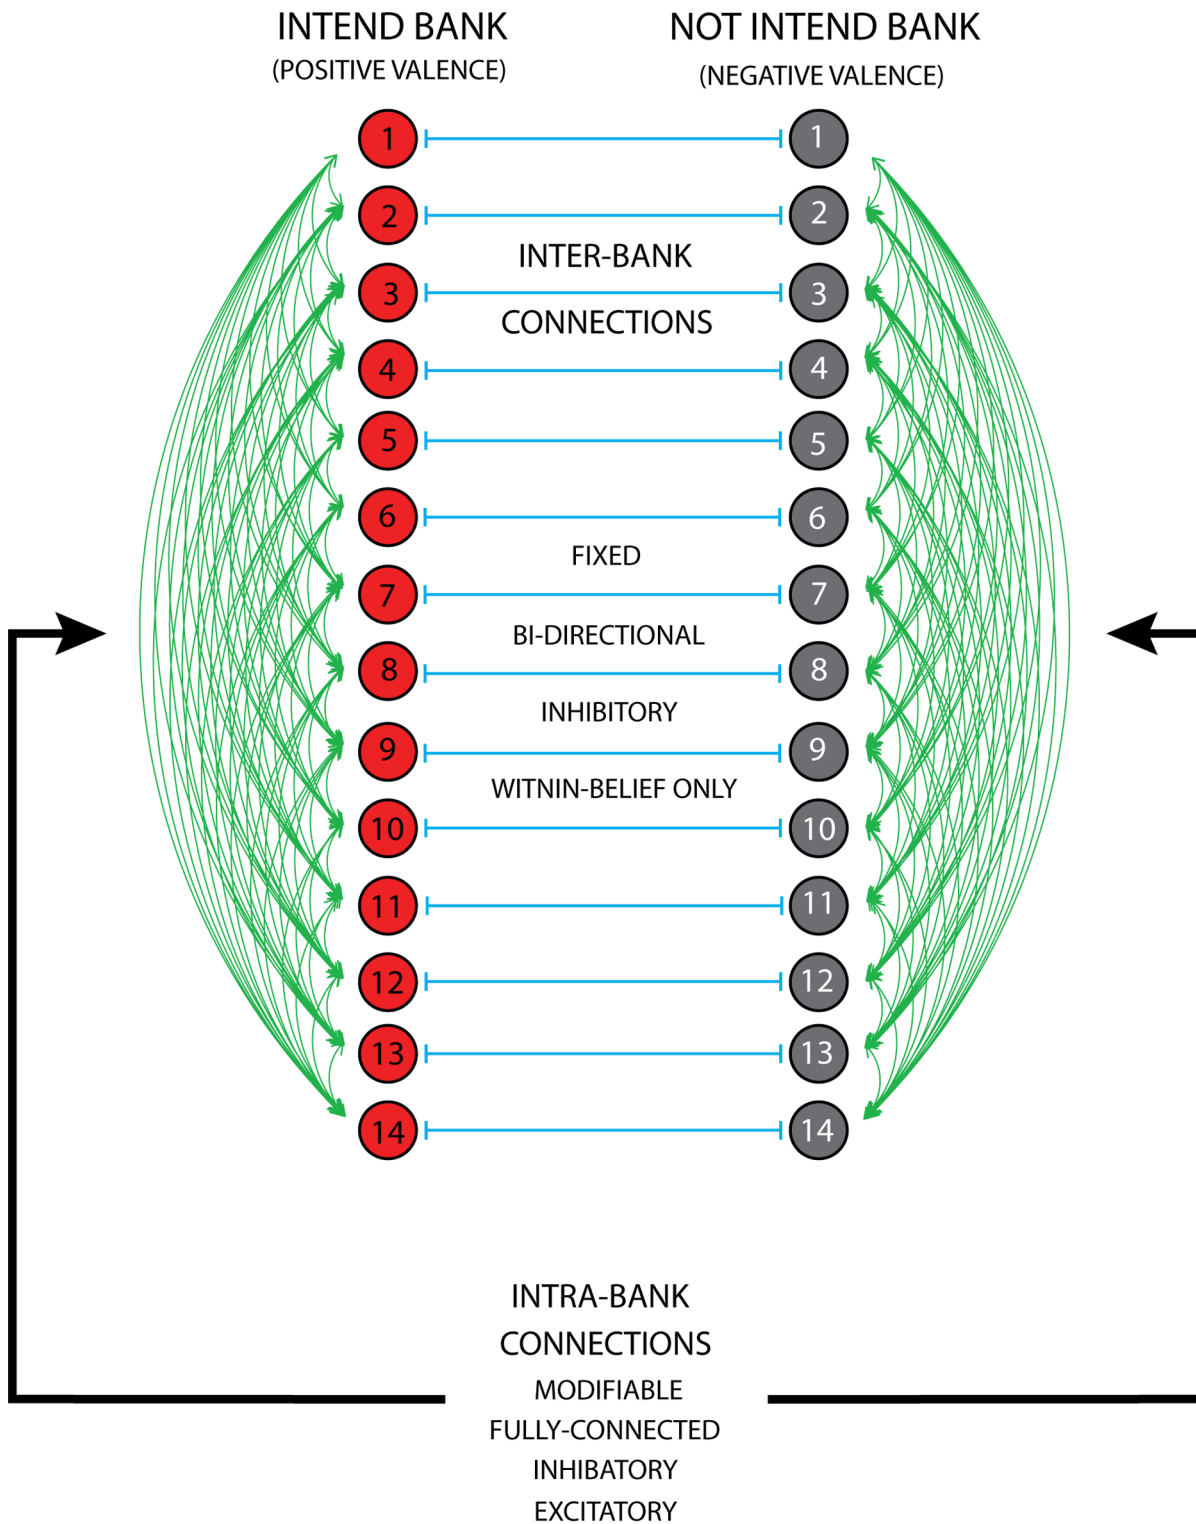 INTEND BANK
(POSITIVE VALENCE)
NOT INTEND BANK
(NEGATIVE VALENCE)
1
1
2
2
INTER-BANK
3
3
CONNECTIONS
4
4
5
5
6
6
FIXED
7
7
BI-DIRECTIONAL
8
8
INHIBITORY
9
9
WITNIN-BELIEF ONLY
10
10
11
11
12
12
13
13
14
14
INTRA-BANK
CONNECTIONS
MODIFIABLE
FULLY-CONNECTED
INHIBATORY
EXCITATORY